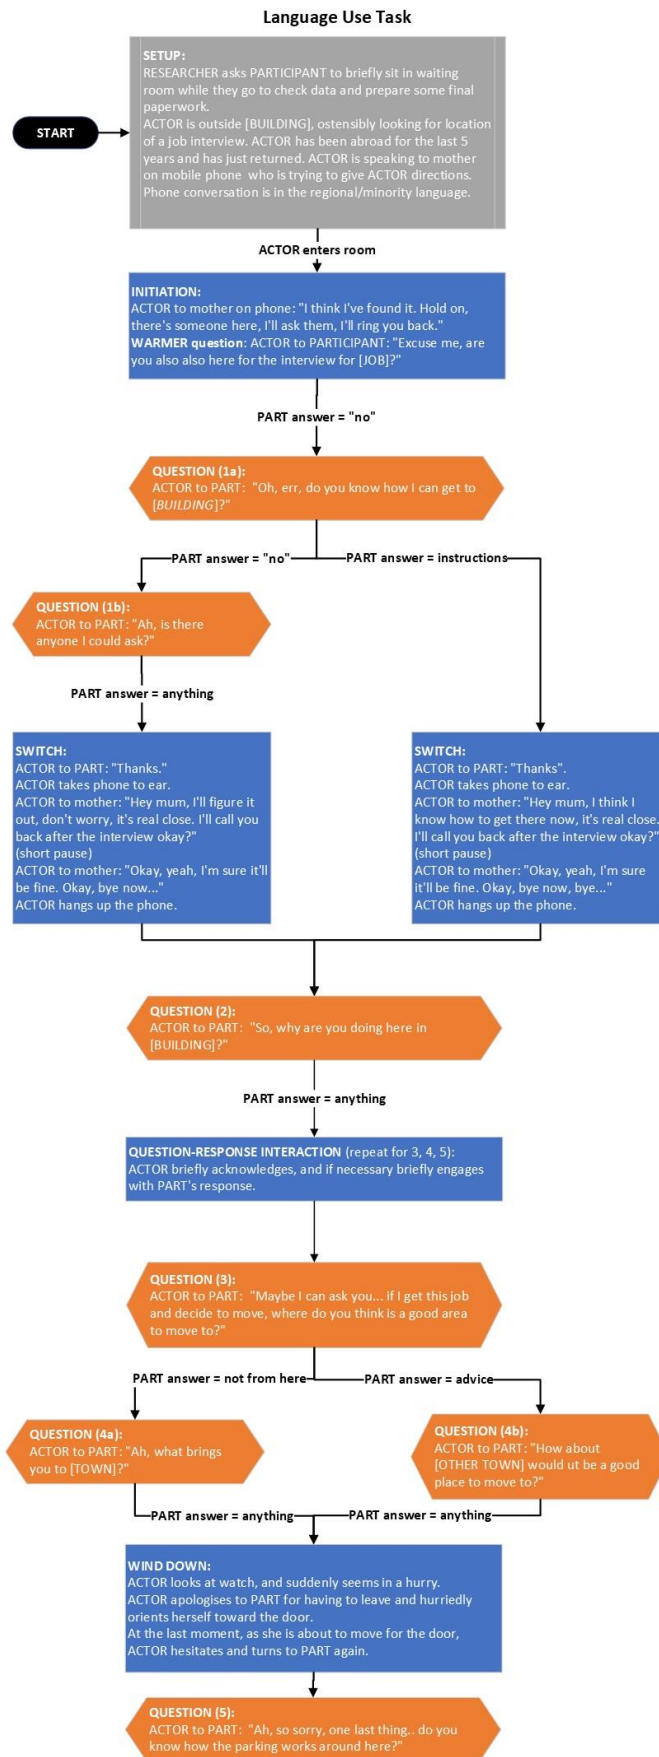 Language Use Task
START
SETUP:
RESEARCHER asks PARTICIPANT to briefly sit in waiting
room while they go to check data and prepare some final
paperwork.
ACTOR is outside [BUILDING], ostensibly looking for location
of a job interview. ACTOR has been abroad for the last 5
years and has just returned. ACTOR is speaking to mother
on mobile phone who is trying to give ACTOR directions.
Phone conversation is in the regional/minority language.
ACTOR enters room
INITIATION:
ACTOR to mother on phone: "I think I've found it. Hold on,
there's someone here, I'll ask them, I'll ring you back."
WARMER question: ACTOR to PARTICIPANT: "Excuse me, are
you also also here for the interview for [JOB]?"
PART answer = "no"
QUESTION (1a):
ACTOR to PART: "Oh, err, do you know how I can get to
[BUILDING]?"
PART answer = "no"
PART answer = instructions
QUESTION (1b):
ACTOR to PART: "Ah, is there
anyone I could ask?"
PART answer = anything
SWITCH:
ACTOR to PART: "Thanks."
ACTOR takes phone to ear.
ACTOR to mother: "Hey mum, I'll figure it
out, don't worry, it's real close. I'll call you
back after the interview okay?"
(short pause)
ACTOR to mother: "Okay, yeah, I'm sure it'll
be fine. Okay, bye now..."
ACTOR hangs up the phone.
SWITCH:
ACTOR to PART: "Thanks".
ACTOR takes phone to ear.
ACTOR to mother: "Hey mum, I think I
know how to get there now, it's real close.
I'll call you back after the interview okay?"
(short pause)
ACTOR to mother: "Okay, yeah, I'm sure
it'll be fine. Okay, bye now, bye..."
ACTOR hangs up the phone.
QUESTION (2):
ACTOR to PART: "So, why are you doing here in
[BUILDING]?"
PART answer = anything
QUESTION-RESPONSE INTERACTION (repeat for 3, 4, 5):
ACTOR briefly acknowledges, and if necessary briefly engages
with PART's response.
QUESTION (3):
ACTOR to PART: "Maybe I can ask you... if I get this job
and decide to move, where do you think is a good area
to move to?"
PART answer = not from here
PART answer = advice
QUESTION (4a):
ACTOR to PART: "Ah, what brings
you to [TOWN]?"
QUESTION (4b):
ACTOR to PART: "How about
[OTHER TOWN] would ut be a good
place to move to?"
PART answer = anything
PART answer = anything
WIND DOWN:
ACTOR looks at watch, and suddenly seems in a hurry.
ACTOR apologises to PART for having to leave and hurriedly
orients herself toward the door.
At the last moment, as she is about to move for the door,
ACTOR hesitates and turns to PART again.
QUESTION (5):
ACTOR to PART: "Ah, so sorry, one last thing.. do you
know how the parking works around here?"